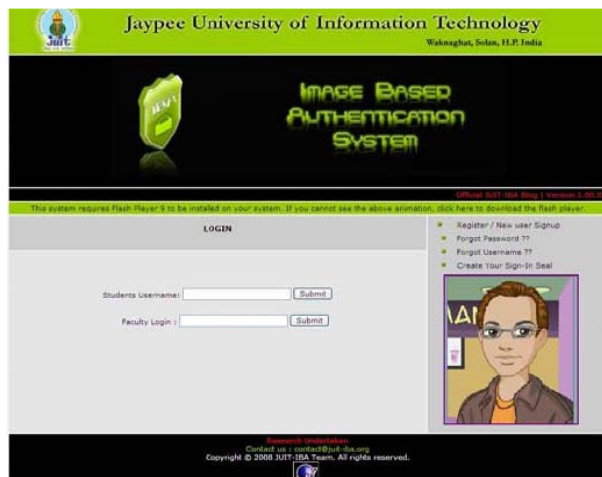 Jaypee University of Information Technology
Waknaghat, Solan, H.P. India
JUIT
IMAGE BASED
AUTHENTICATION
SYSTEM
Official JUIT-IBA Blog | Version 1.00.0
This system requires Flash Player 9 to be installed on your system. If you cannot see the above animation, click here to download the flash player.
LOGIN
Register / New user Signup
Forgot Password ??
Forgot Username ??
Create Your Sign-In Seal
Students Username:
Submit
Faculty Login :
Submit
Research Undertaken
Contact us : contact@juit-iba.org
Copyright © 2008 JUIT-IBA Team. All rights reserved.